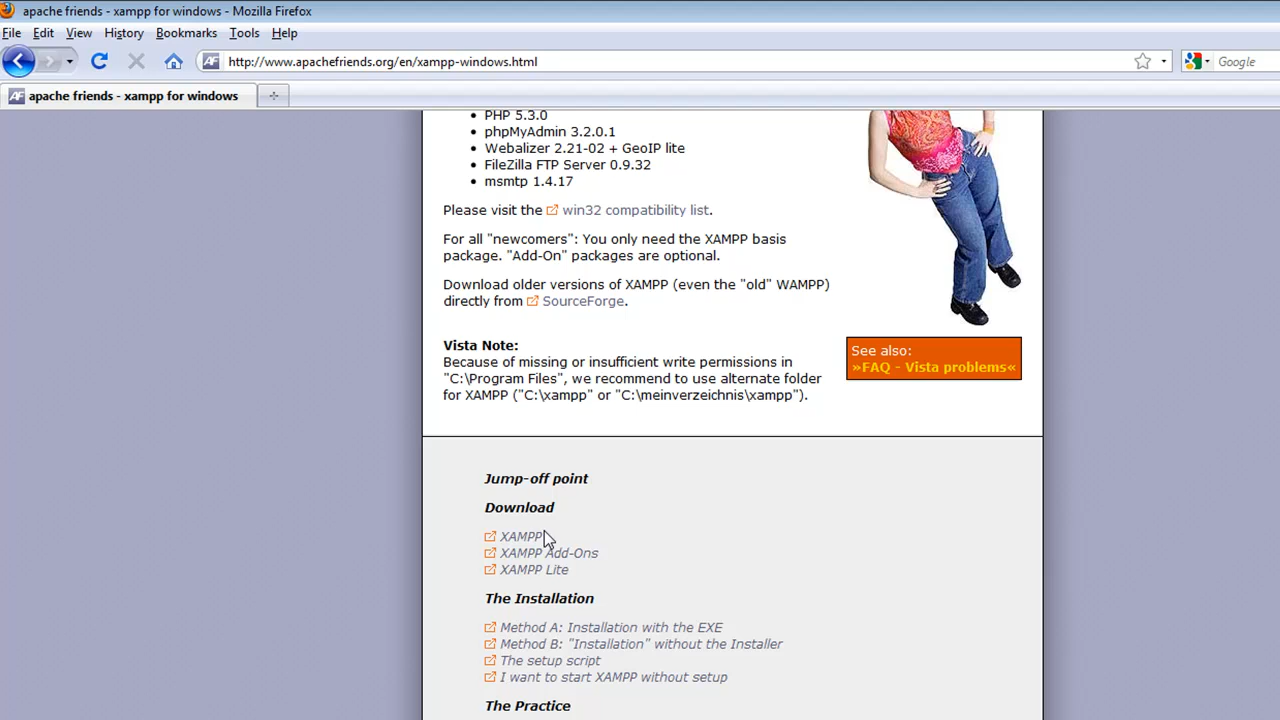 apache friends - xampp for windows - Mozilla Firefox
File Edit View History Bookmarks Tools Help
http://www.apachefriends.org/en/xampp-windows.html
Google
apache friends - xampp for windows
PHP 5.3.0
phpMyAdmin 3.2.0.1
Webalizer 2.21-02 + GeoIP lite
FileZilla FTP Server 0.9.32
msmtp 1.4.17
Please visit the win32 compatibility list.
For all "newcomers": You only need the XAMPP basis
package. "Add-On" packages are optional.
Download older versions of XAMPP (even the "old" WAMPP)
directly from SourceForge.
Vista Note:
Because of missing or insufficient write permissions in
"C:\Program Files", we recommend to use alternate folder
for XAMPP ("C:\xampp" or "C:\meinverzeichnis\xampp").
See also:
»FAQ - Vista problems«
Jump-off point
Download
XAMPP
XAMPP Add-Ons
XAMPP Lite
The Installation
Method A: Installation with the EXE
Method B: "Installation" without the Installer
The setup script
I want to start XAMPP without setup
The Practice